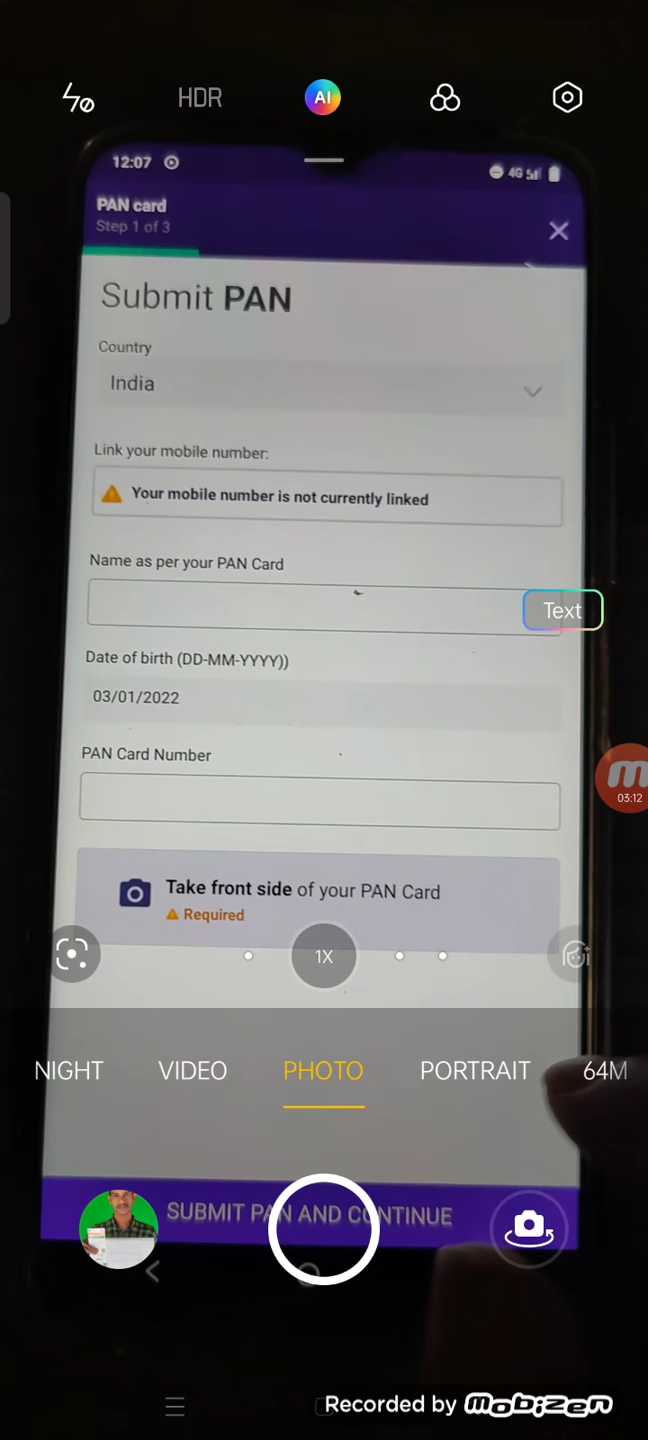 HDR
AI
12:07
4G
PAN card
Step 1 of 3
Submit PAN
Country
India
Link your mobile number:
Your mobile number is not currently linked
Name as per your PAN Card
Text
Date of birth (DD-MM-YYYY))
03/01/2022
PAN Card Number
03:12
Take front side of your PAN Card
Required
1X
NIGHT VIDEO PHOTO PORTRAIT 64M
SUBMIT PAN AND CONTINUE
Recorded by mobizen